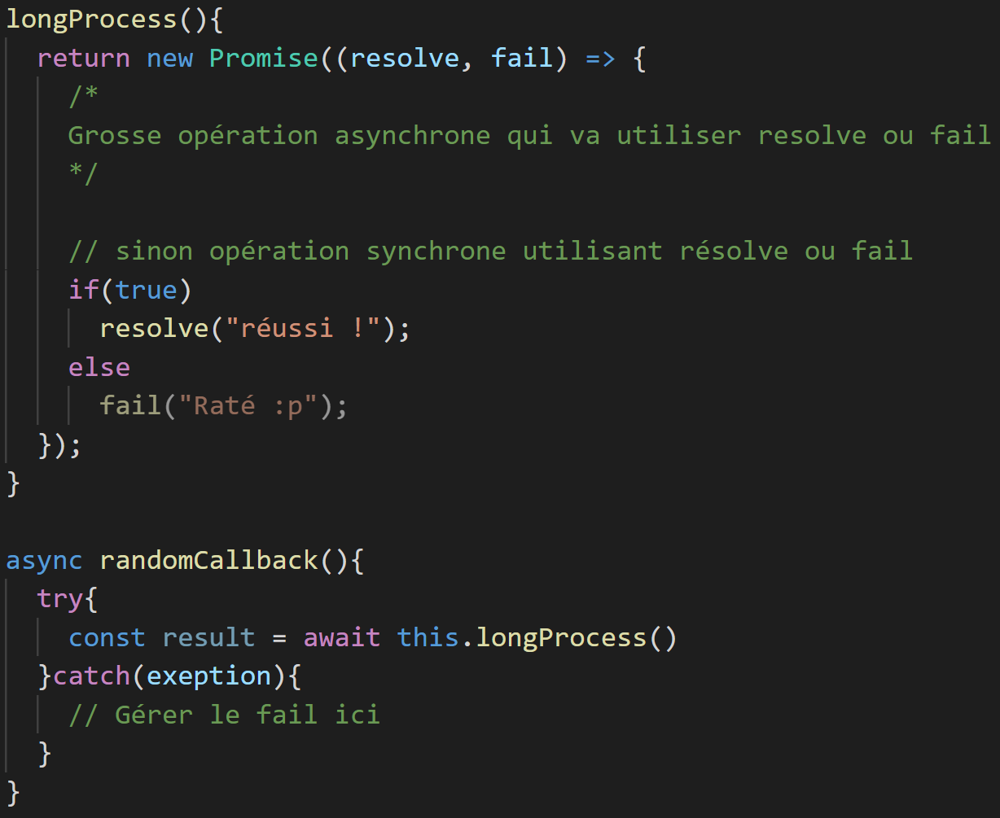 longProcess(){
return new Promise((resolve, fail) => {
/*
Grosse opération asynchrone qui va utiliser resolve ou fail
*/
// sinon opération synchrone utilisant résolve ou fail
if(true)
resolve("réussi !");
else
fail("Raté :p");
});
}
async randomCallback(){
try{
const result = await this.longProcess()
}catch(exeption){
// Gérer le fail ici
}
}